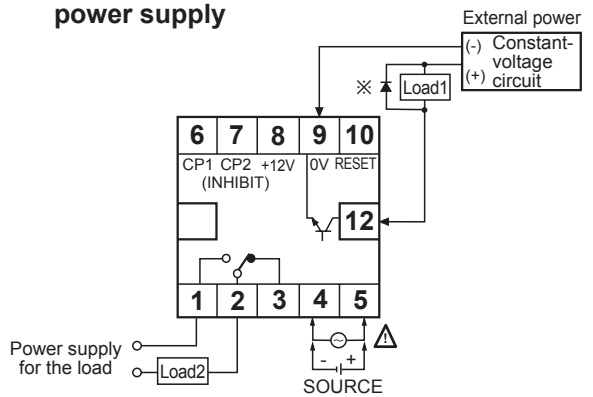 power supply
External power
(-) Constant-
voltage
(+) circuit
※ Load1
6 7 8 9 10
CP1 CP2 +12V 0V RESET
(INHIBIT)
12
1 2 3 4 5
Power supply
for the load
Load2
- +
SOURCE